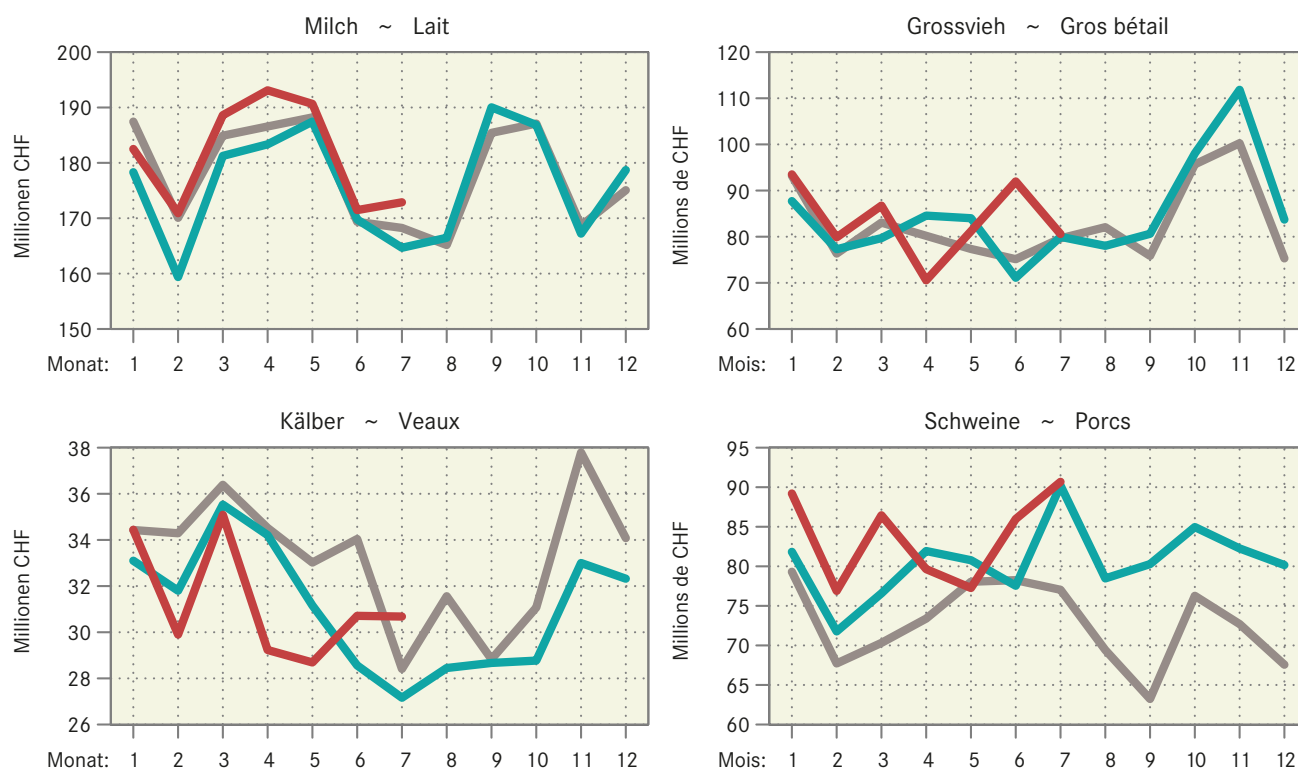 Milch ~ Lait
Millionen CHF
200
190
180
170
160
150
Monat: 1 2 3 4 5 6 7 8 9 10 11 12
Grossvieh ~ Gros bétail
Millions de CHF
120
110
100
90
80
70
60
Mois: 1 2 3 4 5 6 7 8 9 10 11 12
Kälber ~ Veaux
Millionen CHF
38
36
34
32
30
28
26
Monat: 1 2 3 4 5 6 7 8 9 10 11 12
Schweine ~ Porcs
Millions de CHF
95
90
85
80
75
70
65
60
Mois: 1 2 3 4 5 6 7 8 9 10 11 12